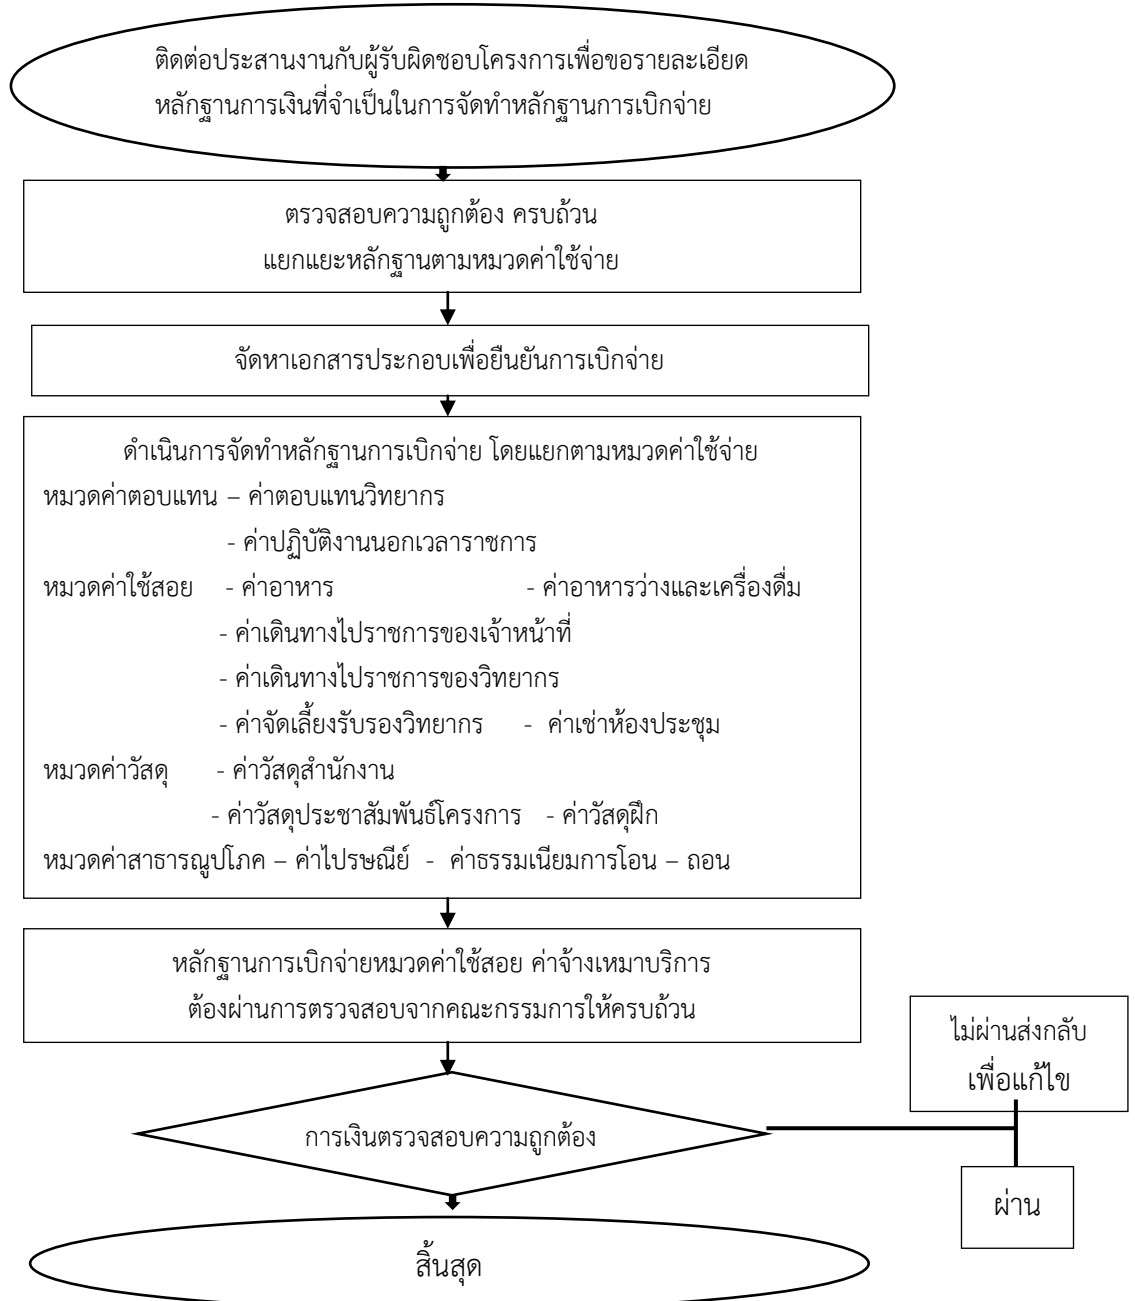 ติดต่อประสานงานกับผู้รับผิดชอบโครงการเพื่อขอรายละเอียด
หลักฐานการเงินที่จำเป็นในการจัดทำหลักฐานการเบิกจ่าย
ตรวจสอบความถูกต้อง ครบถ้วน
แยกแยะหลักฐานตามหมวดค่าใช้จ่าย
จัดหาเอกสารประกอบเพื่อยืนยันการเบิกจ่าย
ดำเนินการจัดทำหลักฐานการเบิกจ่าย โดยแยกตามหมวดค่าใช้จ่าย
หมวดค่าตอบแทน – ค่าตอบแทนวิทยากร
- ค่าปฏิบัติงานนอกเวลาราชการ
หมวดค่าใช้สอย - ค่าอาหาร - ค่าอาหารว่างและเครื่องดื่ม
- ค่าเดินทางไปราชการของเจ้าหน้าที่
- ค่าเดินทางไปราชการของวิทยากร
- ค่าจัดเลี้ยงรับรองวิทยากร - ค่าเช่าห้องประชุม
หมวดค่าวัสดุ - ค่าวัสดุสำนักงาน
- ค่าวัสดุประชาสัมพันธ์โครงการ - ค่าวัสดุฝึก
หมวดค่าสาธารณูปโภค – ค่าไปรษณีย์ - ค่าธรรมเนียมการโอน – ถอน
หลักฐานการเบิกจ่ายหมวดค่าใช้สอย ค่าจ้างเหมาบริการ
ต้องผ่านการตรวจสอบจากคณะกรรมการให้ครบถ้วน
ไม่ผ่านส่งกลับ
เพื่อแก้ไข
การเงินตรวจสอบความถูกต้อง
ผ่าน
สิ้นสุด